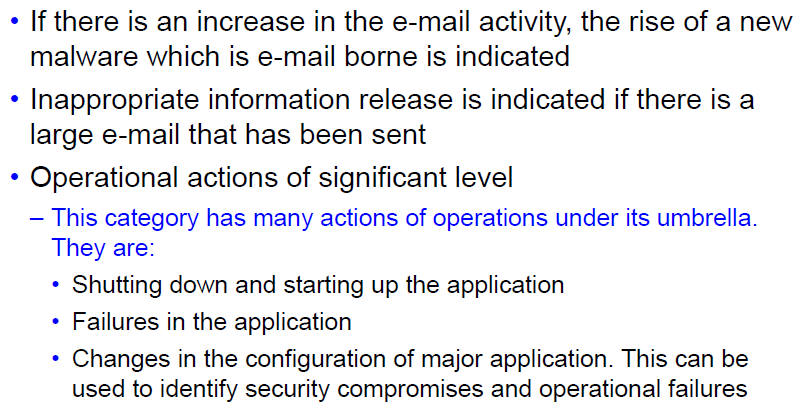 • If there is an increase in the e-mail activity, the rise of a new
malware which is e-mail borne is indicated
• Inappropriate information release is indicated if there is a
large e-mail that has been sent
• Operational actions of significant level
– This category has many actions of operations under its umbrella.
They are:
• Shutting down and starting up the application
• Failures in the application
• Changes in the configuration of major application. This can be
used to identify security compromises and operational failures